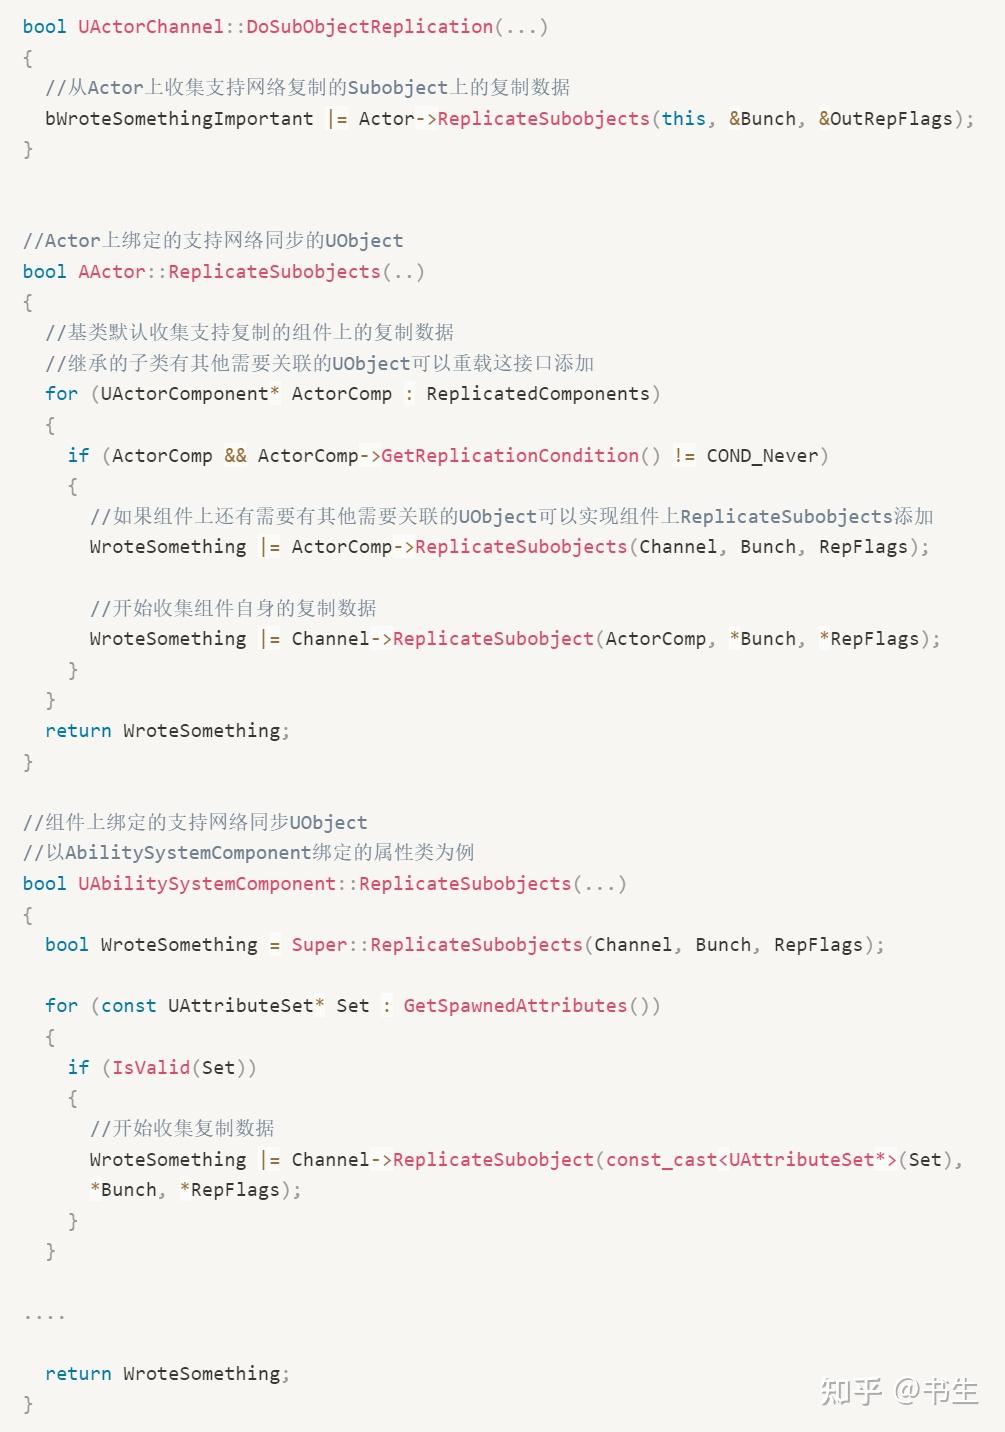 bool UActorChannel::DoSubObjectReplication(...)
{
  //从Actor上收集支持网络复制的Subobject上的复制数据
  bWroteSomethingImportant |= Actor->ReplicateSubobjects(this, &Bunch, &OutRepFlags);
}
//Actor上绑定的支持网络同步的UObject
bool AActor::ReplicateSubobjects(..)
{
  //基类默认收集支持复制的组件上的复制数据
  //继承的子类有其他需要关联的UObject可以重载这接口添加
  for (UActorComponent* ActorComp : ReplicatedComponents)
  {
    if (ActorComp && ActorComp->GetReplicationCondition() != COND_Never)
    {
      //如果组件上还有需要有其他需要关联的UObject可以实现组件上ReplicateSubobjects添加
      WroteSomething |= ActorComp->ReplicateSubobjects(Channel, Bunch, RepFlags);
      //开始收集组件自身的复制数据
      WroteSomething |= Channel->ReplicateSubobject(ActorComp, *Bunch, *RepFlags);
    }
  }
  return WroteSomething;
}
//组件上绑定的支持网络同步UObject
//以AbilitySystemComponent绑定的属性类为例
bool UAbilitySystemComponent::ReplicateSubobjects(...)
{
  bool WroteSomething = Super::ReplicateSubobjects(Channel, Bunch, RepFlags);
  for (const UAttributeSet* Set : GetSpawnedAttributes())
  {
    if (IsValid(Set))
    {
      //开始收集复制数据
      WroteSomething |= Channel->ReplicateSubobject(const_cast<UAttributeSet*>(Set),
      *Bunch, *RepFlags);
    }
  }
....
  return WroteSomething;
}
知乎 @书生